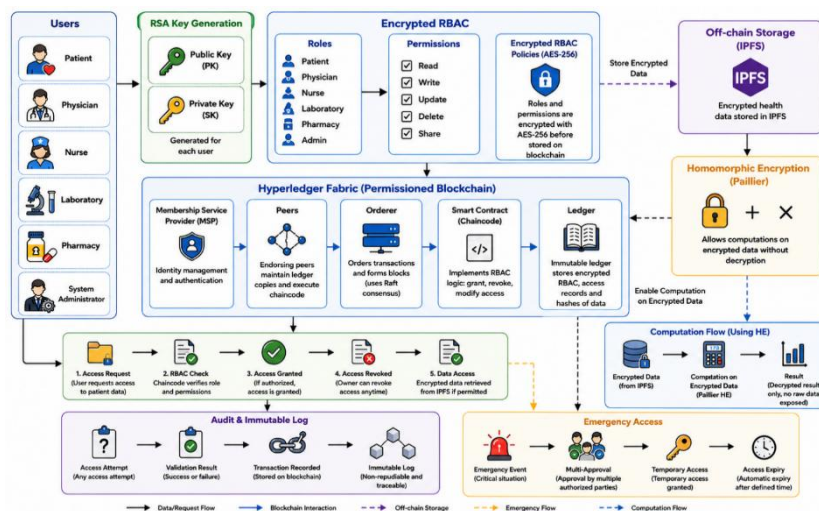 Users
Patient
Physician
Nurse
Laboratory
Pharmacy
System
Administrator
RSA Key Generation
Public Key
(PK)
Private Key
(SK)
Generated for
each user
Encrypted RBAC
Roles
Patient
Physician
Nurse
Laboratory
Pharmacy
Admin
Permissions
Read
Write
Update
Delete
Share
Encrypted RBAC
Policies (AES-256)
Roles and
permissions are
encrypted with
AES-256 before
stored on
blockchain
Store Encrypted
Data
Off-chain Storage
(IPFS)
IPFS
Encrypted health
data stored in IPFS
Homomorphic Encryption
(Paillier)
+ ×
Allows computations on
encrypted data without
decryption
Enable Computation
on Encrypted Data
Hyperledger Fabric (Permissioned Blockchain)
Membership Service
Provider (MSP)
Identity management
and authentication
Peers
Endorsing peers
maintain ledger
copies and execute
chaincode
Orderer
Orders transactions
and forms blocks
(uses Raft
consensus)
Smart Contract
(Chaincode)
</>
Implements RBAC
logic: grant, revoke,
modify access
Ledger
Immutable ledger
stores encrypted
RBAC, access
records and
hashes of data
1. Access Request
(User requests access
to patient data)
2. RBAC Check
Chaincode verifies role
and permissions
3. Access Granted
(If authorized,
access is granted)
4. Access Revoked
(Owner can revoke
access anytime)
5. Data Access
Encrypted data retrieved
from IPFS if permitted
Computation Flow (Using HE)
Encrypted Data
(from IPFS)
Computation on
Encrypted Data
(Paillier HE)
Result
(Decrypted result
only, no raw data
exposed)
Audit & Immutable Log
?
Access Attempt
(Any access attempt)
Validation Result
(Success or failure)
Transaction Recorded
(Stored on blockchain)
Immutable Log
(Non-repudiable and
traceable)
Emergency Access
Emergency Event
(Critical situation)
Multi-Approval
(Approval by multiple
authorized parties)
Temporary Access
(Temporary access
granted)
Access Expiry
(Automatic expiry
after defined time)
Data/Request Flow
Blockchain Interaction
Off-chain Storage
Emergency Flow
Computation Flow